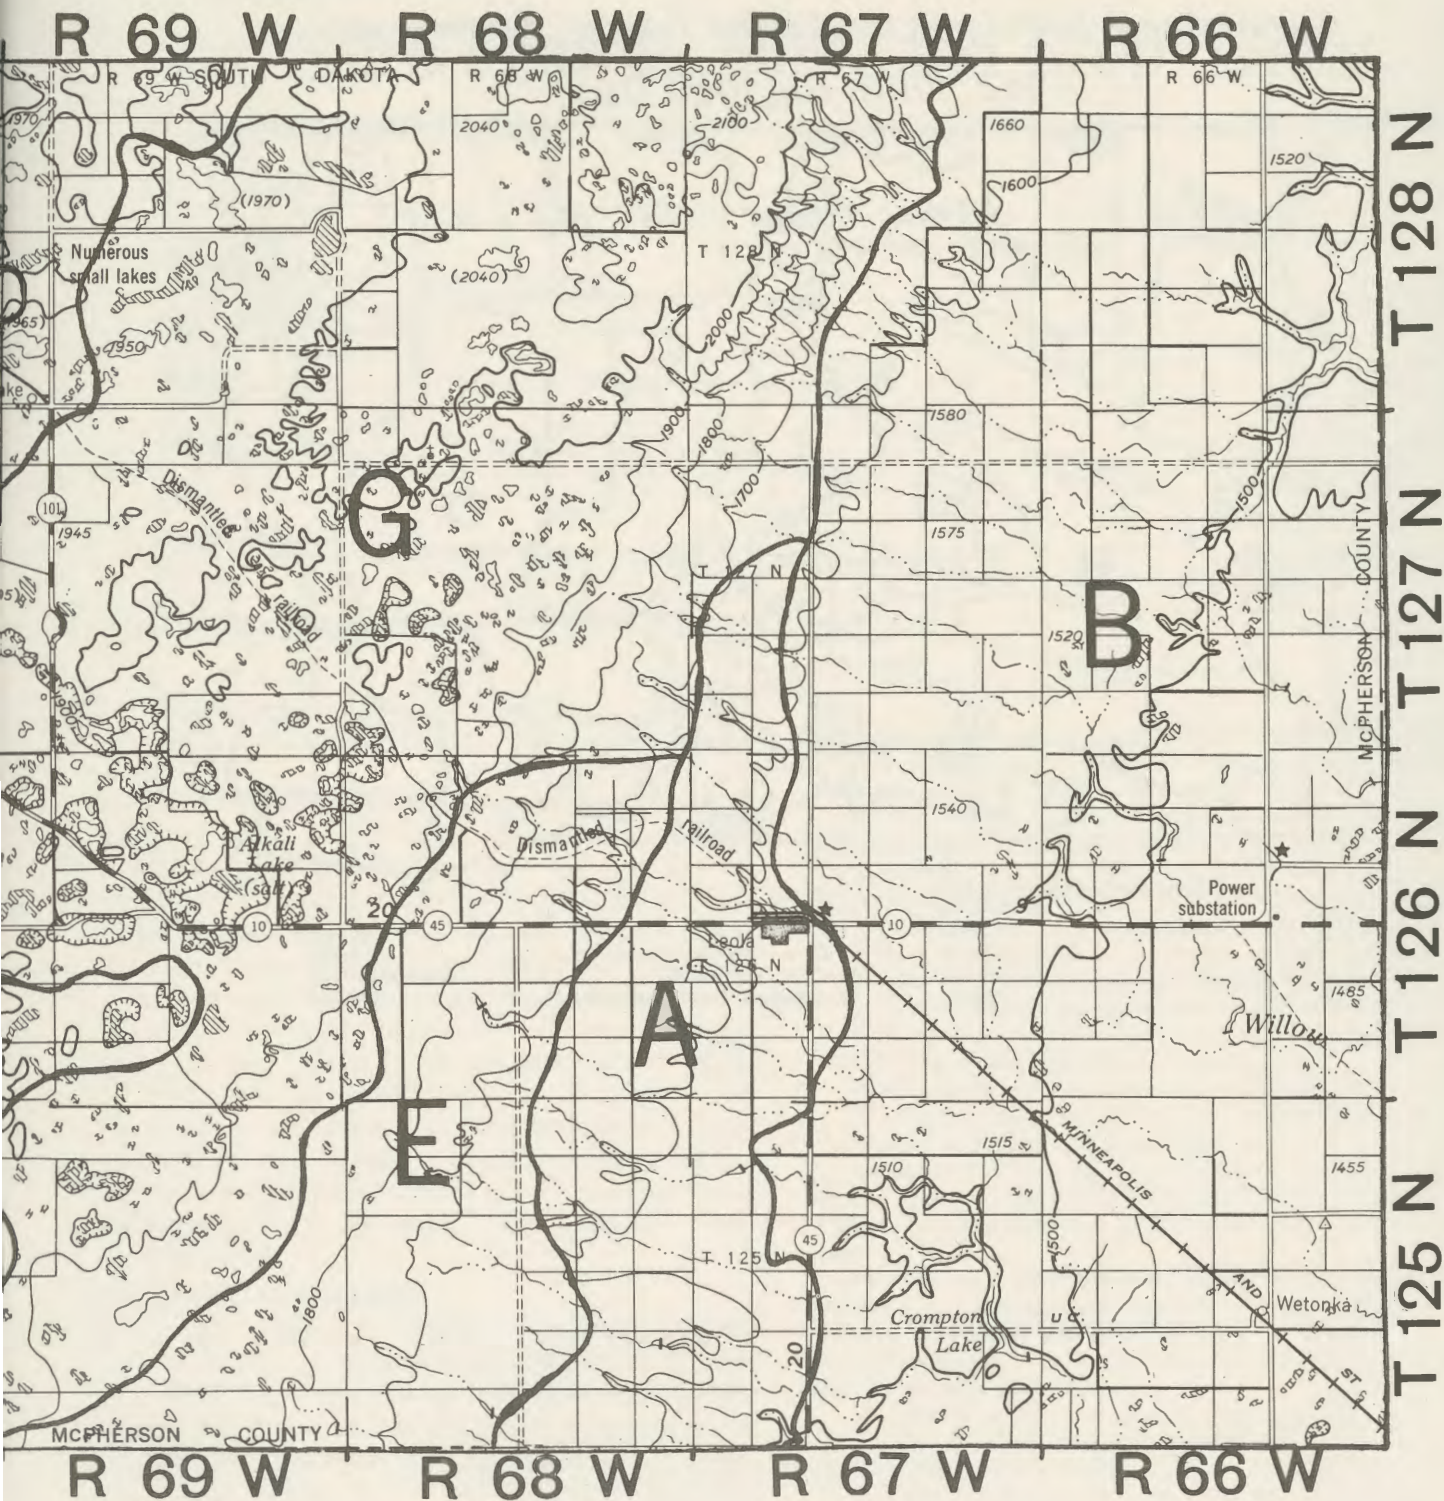 R 69 W R 68 W R 67 W R 66 W
R 69 W SOUTH DAKOTA R 68 W R 67 W R 66 W
1970
2040
2100
1660
1520
T 128 N
1600
(1970)
Numerous
small lakes
(2040)
T 128 N
1965)
1950
2000
1900
1800
1580
1700
1500
Dismantled
railroad
101
1945
G
1575
MCPHERSON COUNTY
T 127 N
T 127 N
B
1520
1540
Dismantled railroad
Alkali
Lake
(salt)
T 126 N
Power
substation
20
10
45
10
Leola
T 126 N
A
1485
Willow
E
1515
1510
MINNEAPOLIS
AND
ST
1455
T 125 N
T 125 N
45
1500
1800
Wetonka
Crompton
Lake
20
MCPHERSON COUNTY
R 69 W R 68 W R 67 W R 66 W